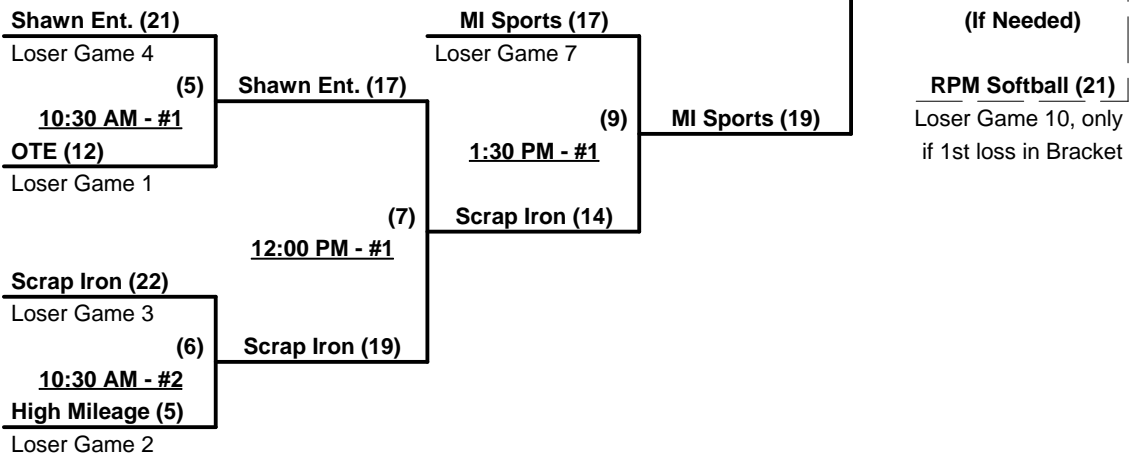 Shawn Ent. (21)
Loser Game 4
(5)
10:30 AM - #1
OTE (12)
Loser Game 1
Shawn Ent. (17)
(7)
12:00 PM - #1
Scrap Iron (22)
Loser Game 3
(6)
10:30 AM - #2
High Mileage (5)
Loser Game 2
Scrap Iron (19)
MI Sports (17)
Loser Game 7
(9)
1:30 PM - #1
Scrap Iron (14)
MI Sports (19)
(If Needed)
RPM Softball (21)
Loser Game 10, only
if 1st loss in Bracket